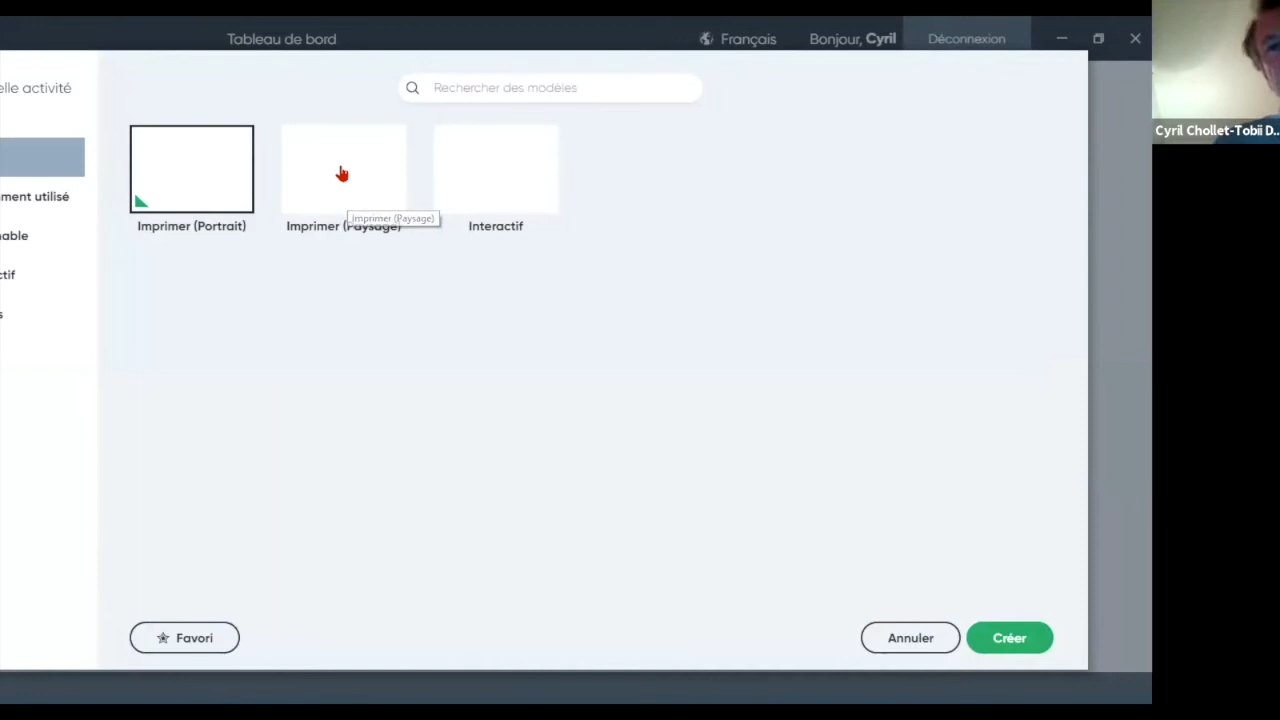 Tableau de bord
Français
Bonjour, Cyril
Déconnexion
elle activité
Rechercher des modèles
ment utilisé
nable
ctif
s
Imprimer (Portrait)
Imprimer (Paysage)
Imprimer (Paysage)
Interactif
Favori
Annuler
Créer
Cyril Chollet-Tobii D...